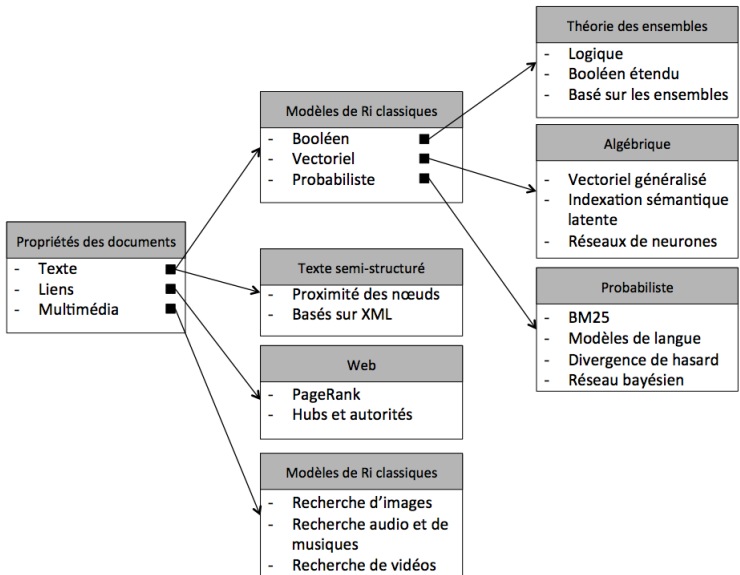 Propriétés des documents
- Texte
- Liens
- Multimédia
Modèles de Ri classiques
- Booléen
- Vectoriel
- Probabiliste
Texte semi-structuré
- Proximité des nœuds
- Basés sur XML
Web
- PageRank
- Hubs et autorités
Modèles de Ri classiques
- Recherche d'images
- Recherche audio et de
musiques
- Recherche de vidéos
Théorie des ensembles
- Logique
- Booléen étendu
- Basé sur les ensembles
Algébrique
- Vectoriel généralisé
- Indexation sémantique
latente
- Réseaux de neurones
Probabiliste
- BM25
- Modèles de langue
- Divergence de hasard
- Réseau bayésien